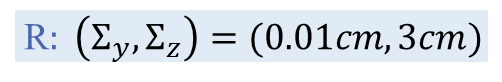 R: (Σ_y, Σ_z) = (0.01cm, 3cm)